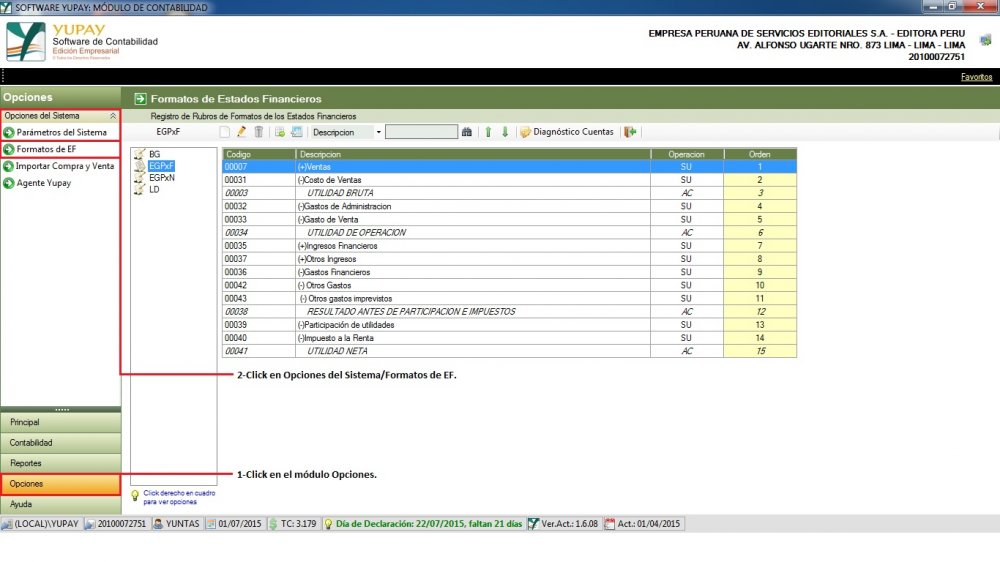 SOFTWARE YUPAY: MÓDULO DE CONTABILIDAD
YUPAY
Software de Contabilidad
Edición Empresarial
© Todos los Derechos Reservados
EMPRESA PERUANA DE SERVICIOS EDITORIALES S.A. - EDITORA PERU
AV. ALFONSO UGARTE NRO. 873 LIMA - LIMA - LIMA
20100072751
Favoritos
Opciones
Opciones del Sistema
Parámetros del Sistema
Formatos de EF
Importar Compra y Venta
Agente Yupay
Formatos de Estados Financieros
Registro de Rubros de Formatos de los Estados Financieros
EGPxF Descripcion Diagnóstico Cuentas
BG
EGPxF
EGPxN
LD
Codigo Descripcion Operacion Orden
00007 (+)Ventas SU 1
00031 (-)Costo de Ventas SU 2
00003 UTILIDAD BRUTA AC 3
00032 (-)Gastos de Administracion SU 4
00033 (-)Gasto de Venta SU 5
00034 UTILIDAD DE OPERACION AC 6
00035 (+)Ingresos Financieros SU 7
00037 (+)Otros Ingresos SU 8
00036 (-)Gastos Financieros SU 9
00042 (-) Otros Gastos SU 10
00043 (-) Otros gastos imprevistos SU 11
00038 RESULTADO ANTES DE PARTICIPACION E IMPUESTOS AC 12
00039 (-)Participación de utilidades SU 13
00040 (-)Impuesto a la Renta SU 14
00041 UTILIDAD NETA AC 15
2-Click en Opciones del Sistema/Formatos de EF.
Principal
Contabilidad
Reportes
Opciones
Ayuda
1-Click en el módulo Opciones.
Click derecho en cuadro
para ver opciones
(LOCAL)\YUPAY 20100072751 YUNTAS 01/07/2015 TC: 3.179 Día de Declaración: 22/07/2015, faltan 21 días Ver.Act.: 1.6.08 Act.: 01/04/2015